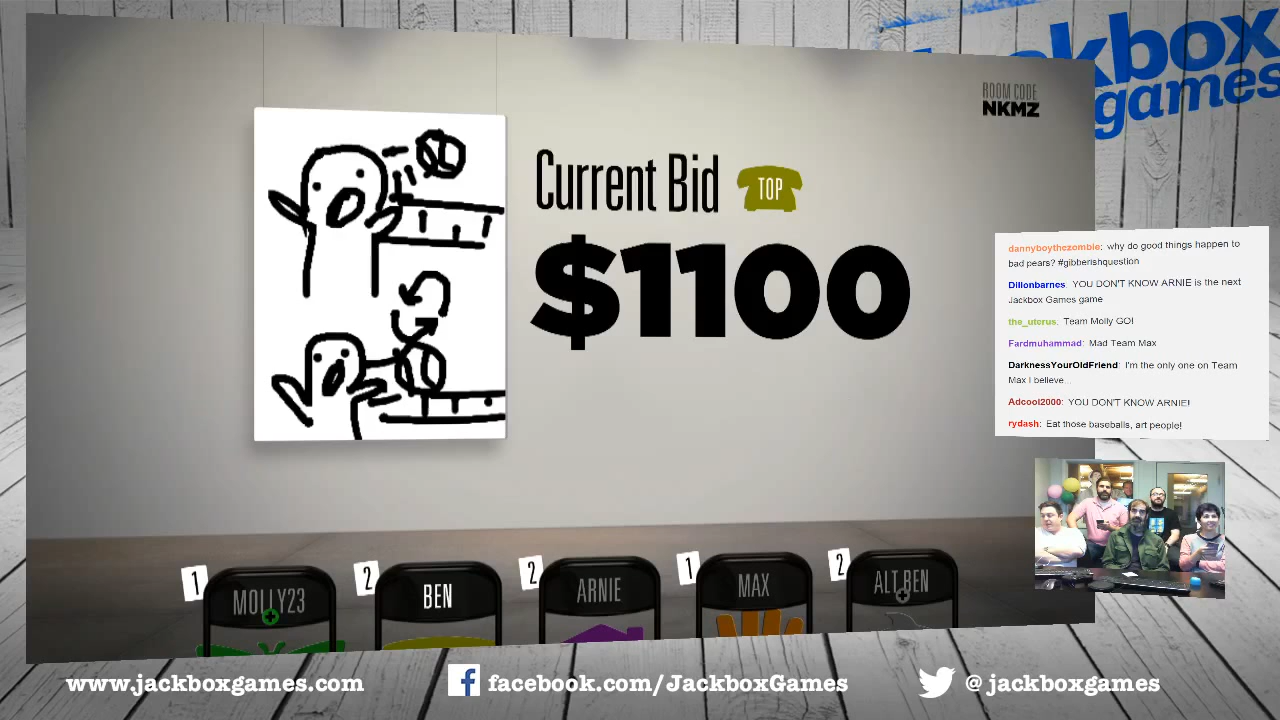 jackbox
games
ROOM CODE
NKMZ
Current Bid TOP
$1100
dannyboythezombie: why do good things happen to
bad pears? #gibberishquestion
Dillonbarnes: YOU DON'T KNOW ARNIE is the next
Jackbox Games game
the_uterus: Team Molly GO!
Fardmuhammad: Mad Team Max
DarknessYourOldFriend: I'm the only one on Team
Max I believe...
Adcool2000: YOU DON'T KNOW ARNIE!
rydash: Eat those baseballs, art people!
1 MOLLY23
2 BEN
2 ARNIE
1 MAX
2 ALT BEN
www.jackboxgames.com
facebook.com/JackboxGames
@jackboxgames